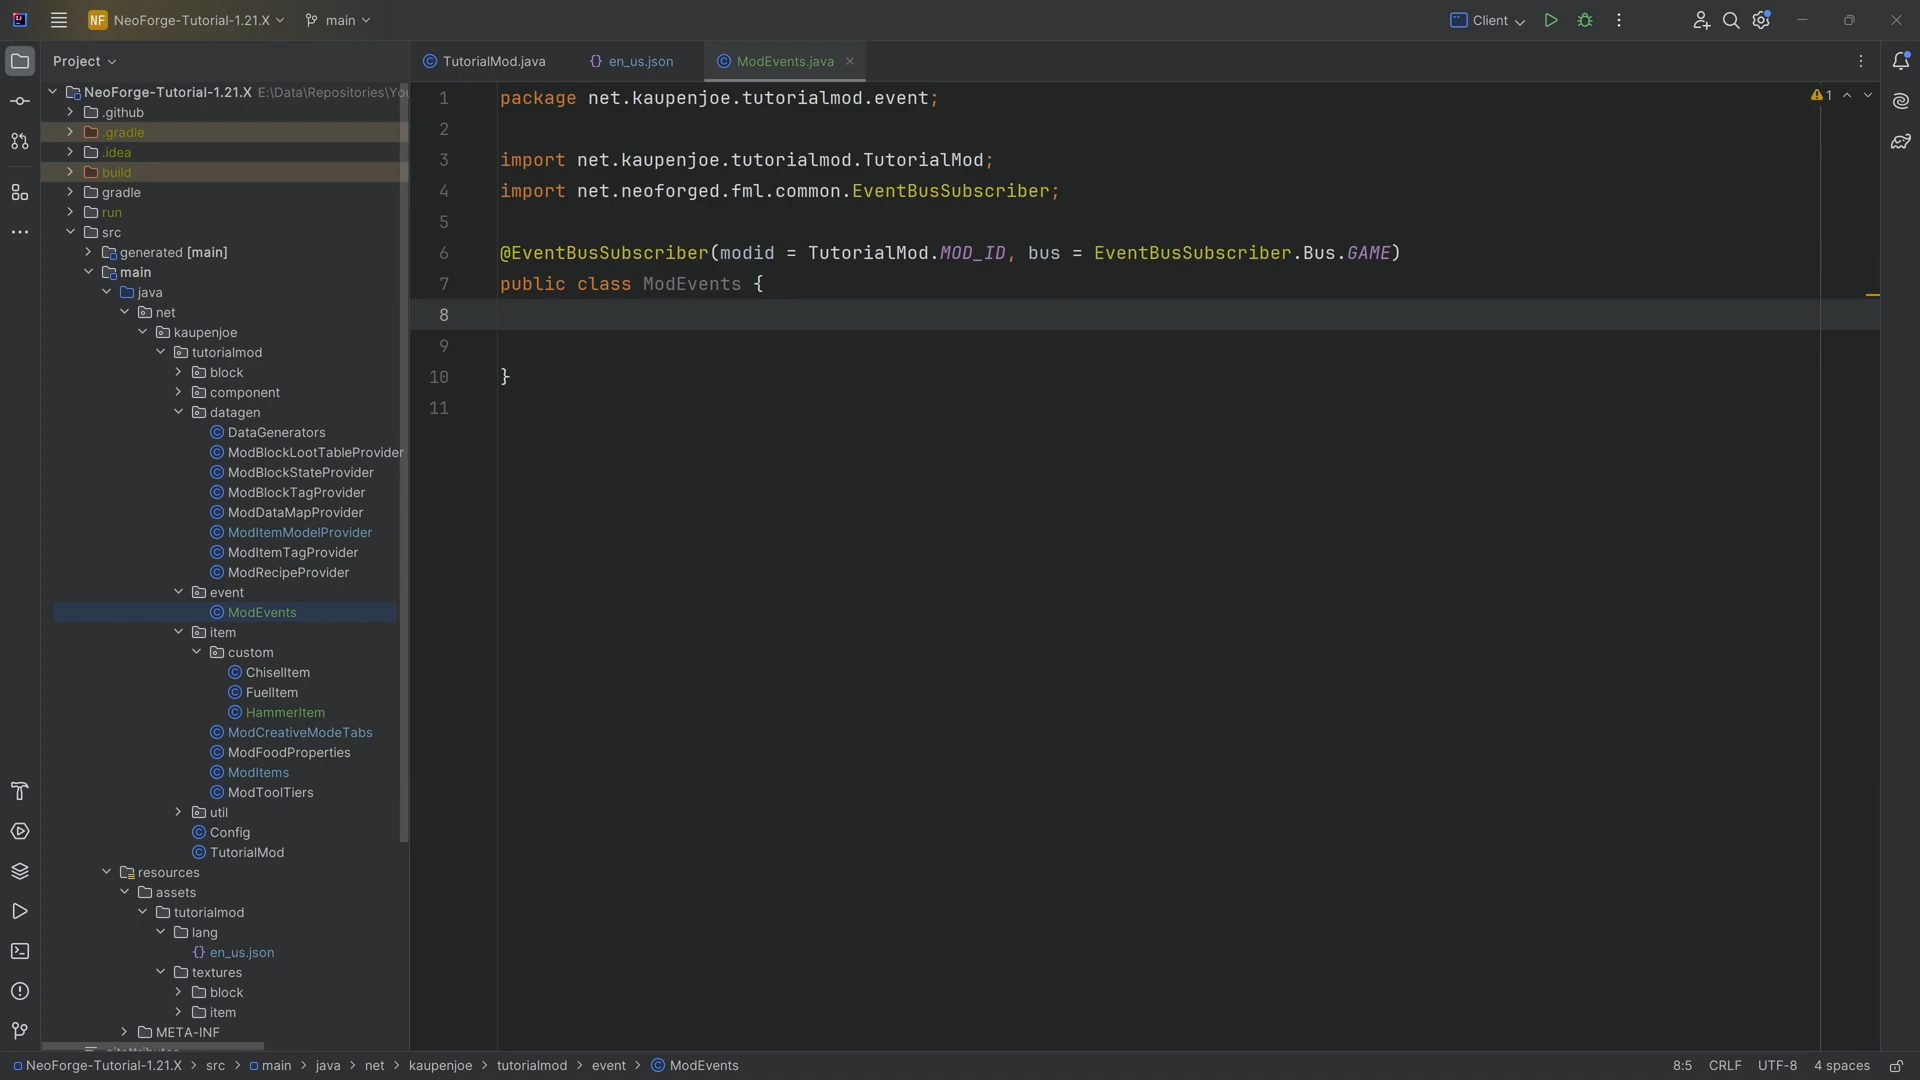 NF NeoForge-Tutorial-1.21.X main Client
Project
TutorialMod.java en_us.json ModEvents.java
NeoForge-Tutorial-1.21.X E:\Data\Repositories\You
.github
.gradle
.idea
build
gradle
run
src
generated [main]
main
java
net
kaupenjoe
tutorialmod
block
component
datagen
DataGenerators
ModBlockLootTableProvider
ModBlockStateProvider
ModBlockTagProvider
ModDataMapProvider
ModItemModelProvider
ModItemTagProvider
ModRecipeProvider
event
ModEvents
item
custom
ChiselItem
FuelItem
HammerItem
ModCreativeModeTabs
ModFoodProperties
ModItems
ModToolTiers
util
Config
TutorialMod
resources
assets
tutorialmod
lang
en_us.json
textures
block
item
META-INF
1 package net.kaupenjoe.tutorialmod.event;
1
2
3 import net.kaupenjoe.tutorialmod.TutorialMod;
4 import net.neoforged.fml.common.EventBusSubscriber;
5
6 @EventBusSubscriber(modid = TutorialMod.MOD_ID, bus = EventBusSubscriber.Bus.GAME)
7 public class ModEvents {
8
9
10 }
11
NeoForge-Tutorial-1.21.X > src > main > java > net > kaupenjoe > tutorialmod > event > ModEvents
8:5 CRLF UTF-8 4 spaces